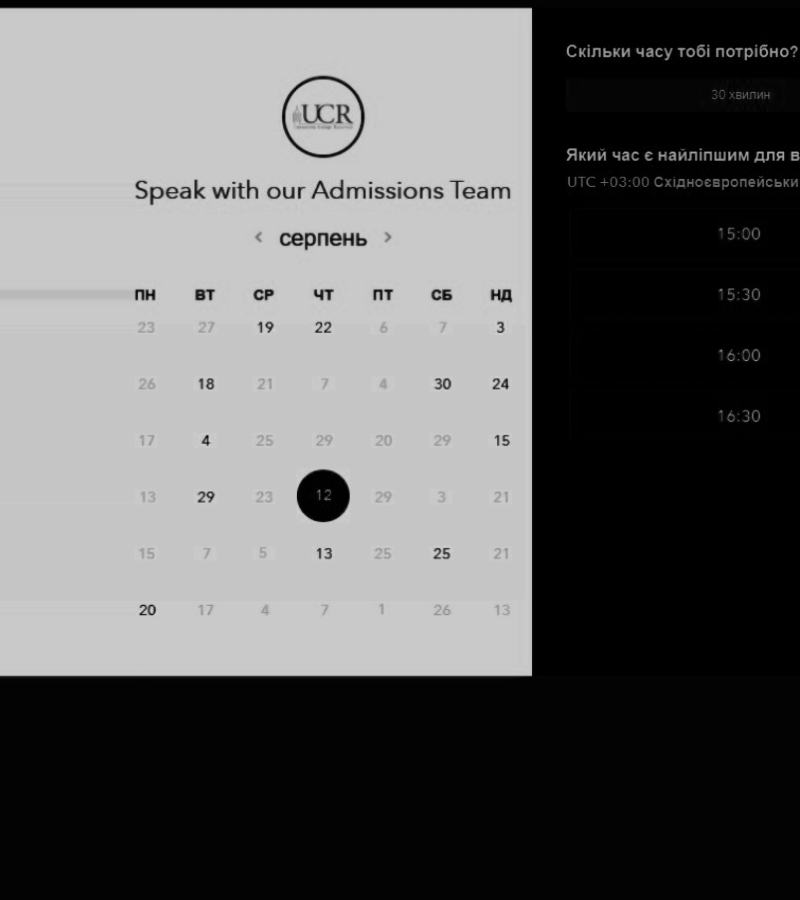 UCR
Speak with our Admissions Team
серпень
ПН ВТ СР ЧТ ПТ СБ НД
23 27 19 22 6 7 3
26 18 21 7 4 30 24
17 4 25 29 20 29 15
13 29 23 12 29 3 21
15 7 5 13 25 25 21
20 17 4 7 1 26 13
Скільки часу тобі потрібно?
30 хвилин
Який час є найліпшим для в
UTC +03:00 Східноєвропейськи
15:00
15:30
16:00
16:30